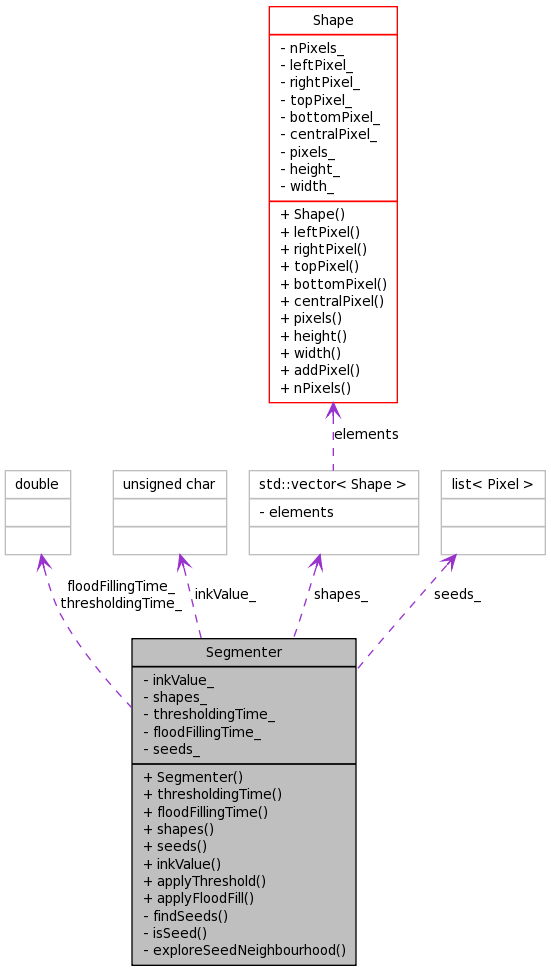 Shape
- nPixels_
- leftPixel_
- rightPixel_
- topPixel_
- bottomPixel_
- centralPixel_
- pixels_
- height_
- width_
+ Shape()
+ leftPixel()
+ rightPixel()
+ topPixel()
+ bottomPixel()
+ centralPixel()
+ pixels()
+ height()
+ width()
+ addPixel()
+ nPixels()
elements
double
unsigned char
std::vector< Shape >
- elements
list< Pixel >
floodFillingTime_
thresholdingTime_
inkValue_
shapes_
seeds_
Segmenter
- inkValue_
- shapes_
- thresholdingTime_
- floodFillingTime_
- seeds_
+ Segmenter()
+ thresholdingTime()
+ floodFillingTime()
+ shapes()
+ seeds()
+ inkValue()
+ applyThreshold()
+ applyFloodFill()
- findSeeds()
- isSeed()
- exploreSeedNeighbourhood()